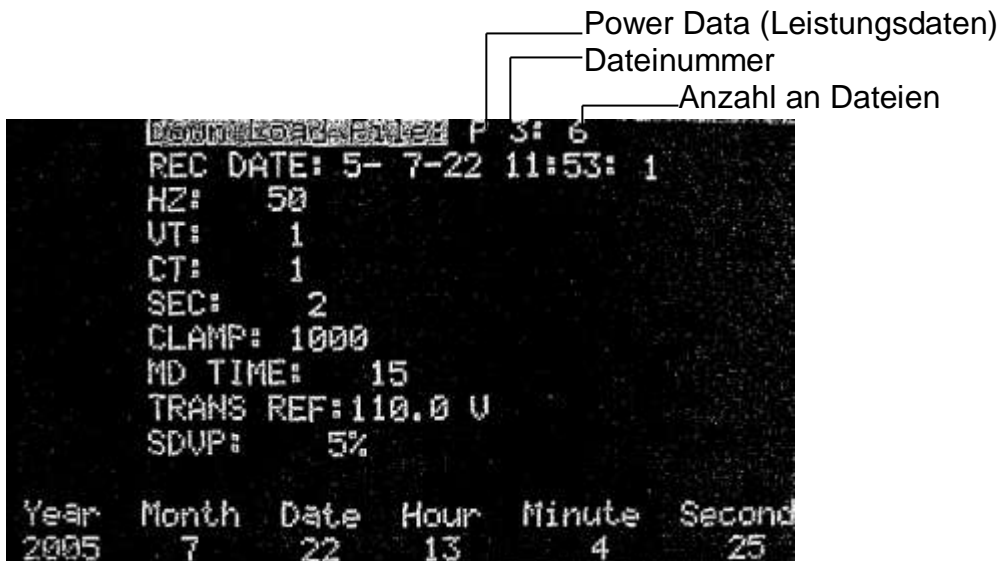 Power Data (Leistungsdaten)
Dateinummer
Anzahl an Dateien
Download File: P 3: 6
REC DATE: 5- 7-22 11:53: 1
HZ: 50
VT: 1
CT: 1
SEC: 2
CLAMP: 1000
MD TIME: 15
TRANS REF:110.0 V
SDVP: 5%
Year Month Date Hour Minute Second
2005 7 22 13 4 25